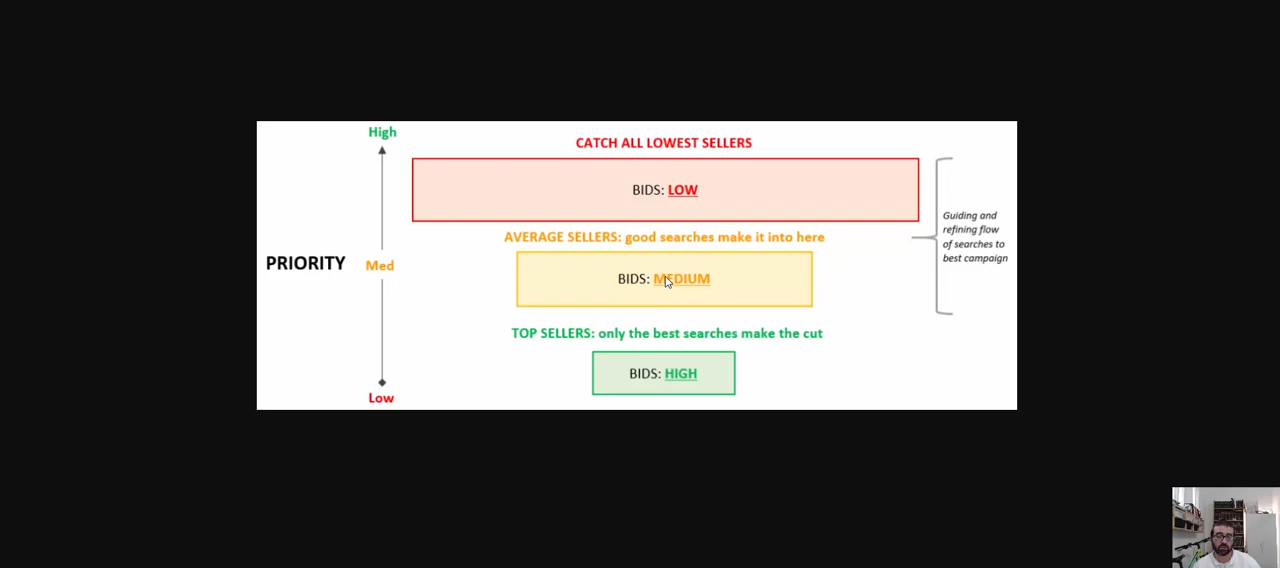 High
CATCH ALL LOWEST SELLERS
BIDS: LOW
Guiding and
refining flow
of searches to
best campaign
AVERAGE SELLERS: good searches make it into here
PRIORITY
Med
BIDS: MEDIUM
TOP SELLERS: only the best searches make the cut
BIDS: HIGH
Low